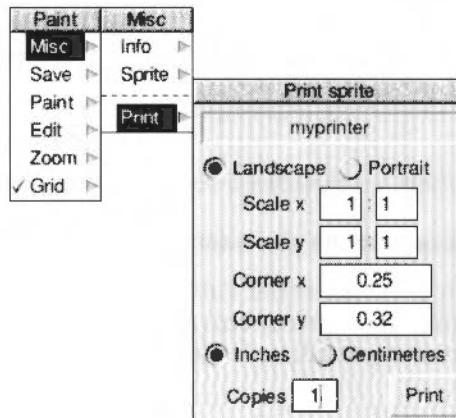 Paint
Misc
Save
Paint
Edit
Zoom
✓ Grid
Misc
Info
Sprite
Print
Print sprite
myprinter
Landscape Portrait
Scale x 1 : 1
Scale y 1 : 1
Corner x 0.25
Corner y 0.32
Inches Centimetres
Copies 1 Print